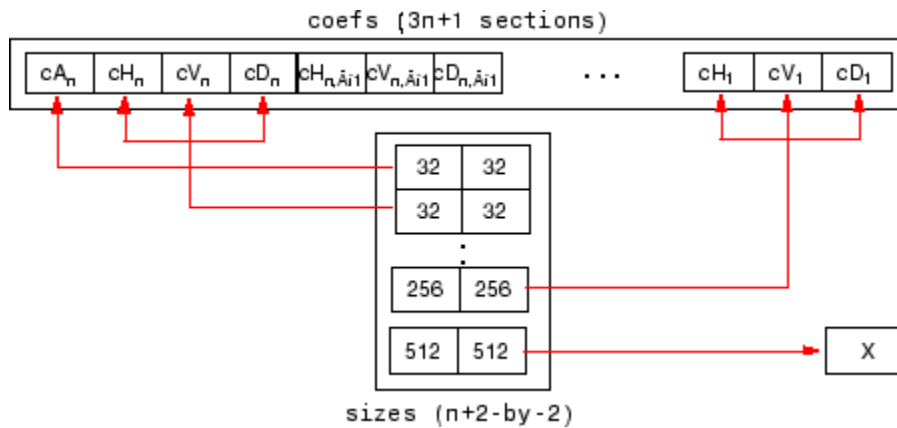 coefs (3n+1 sections)
cAn cHn cVn cDn cHn,Âi1 cVn,Âi1 cDn,Âi1 ... cH1 cV1 cD1
32 32
32 32
:
256 256
512 512 X
sizes (n+2-by-2)